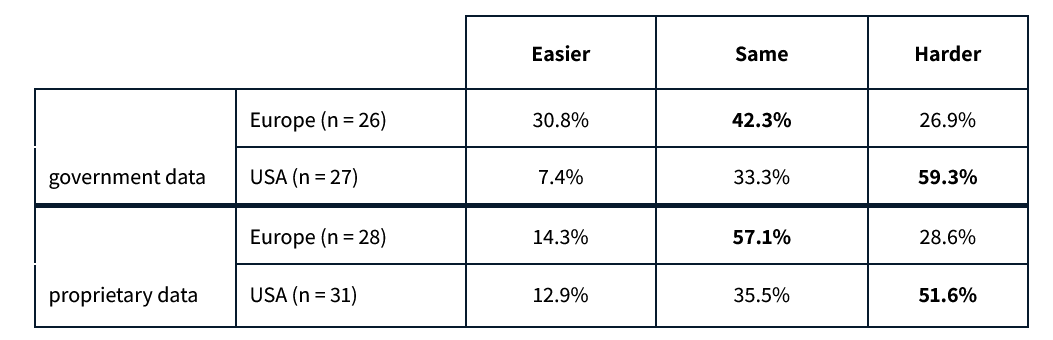 Easier Same Harder
Europe (n = 26) 30.8% 42.3% 26.9%
government data USA (n = 27) 7.4% 33.3% 59.3%
Europe (n = 28) 14.3% 57.1% 28.6%
proprietary data USA (n = 31) 12.9% 35.5% 51.6%